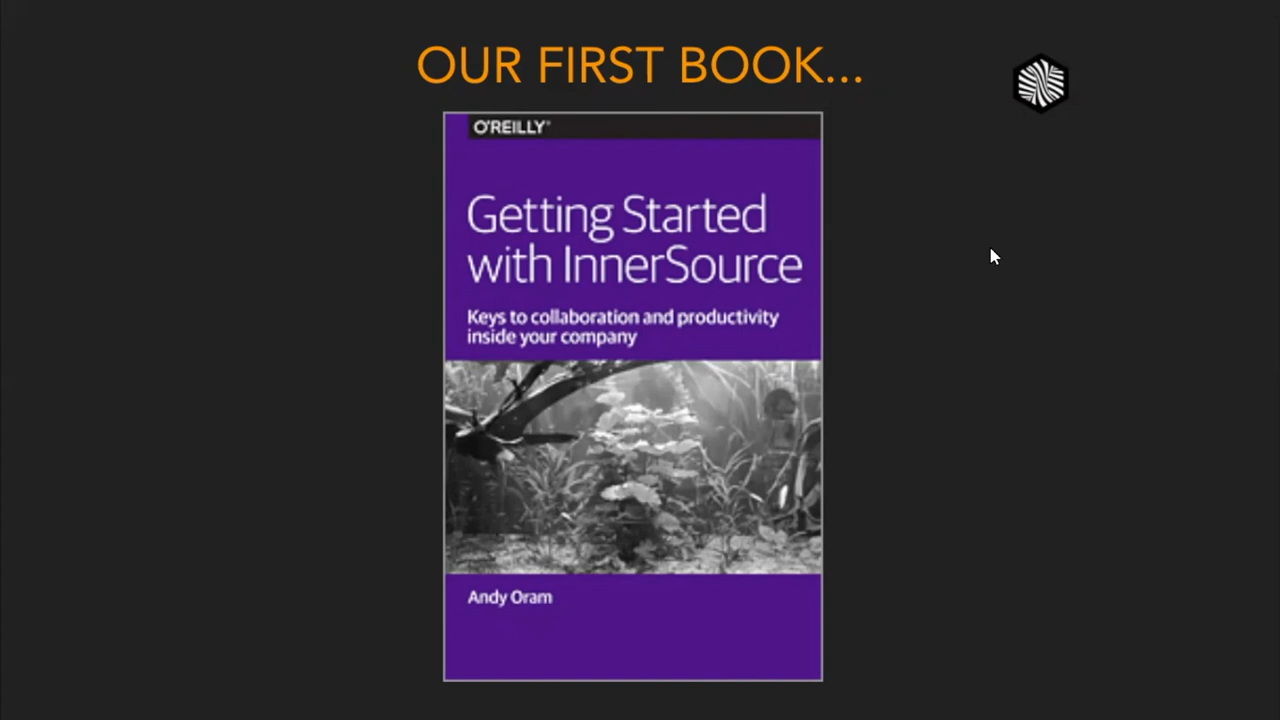 OUR FIRST BOOK...
O'REILLY®
Getting Started
with InnerSource
Keys to collaboration and productivity
inside your company
Andy Oram